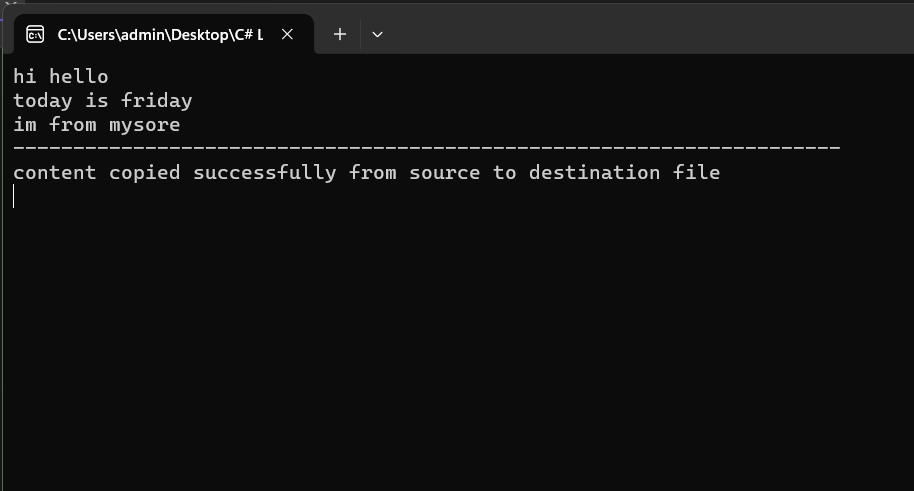 C:\Users\admin\Desktop\C# L
hi hello
today is friday
im from mysore
---------------------------------------------------------------------
content copied successfully from source to destination file